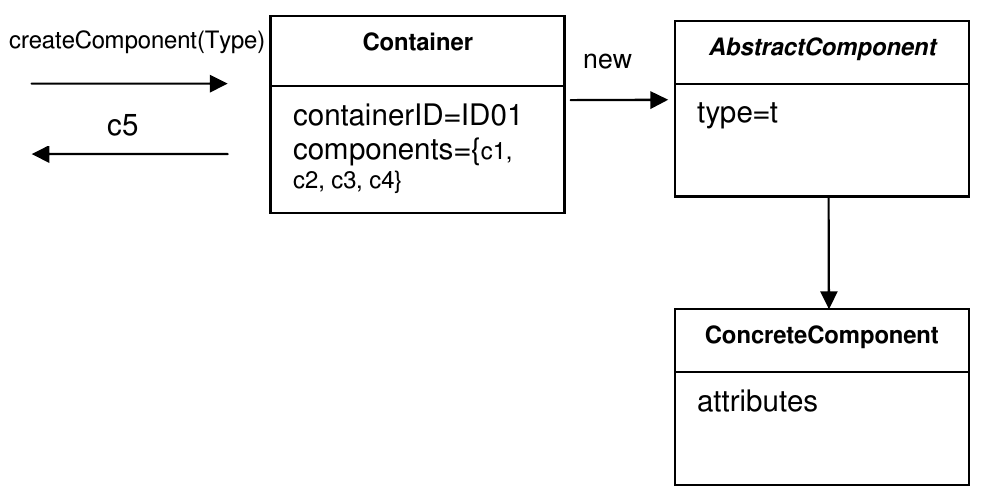 createComponent(Type)
c5
Container
containerID=ID01
components={c1,
c2, c3, c4}
new
AbstractComponent
type=t
ConcreteComponent
attributes